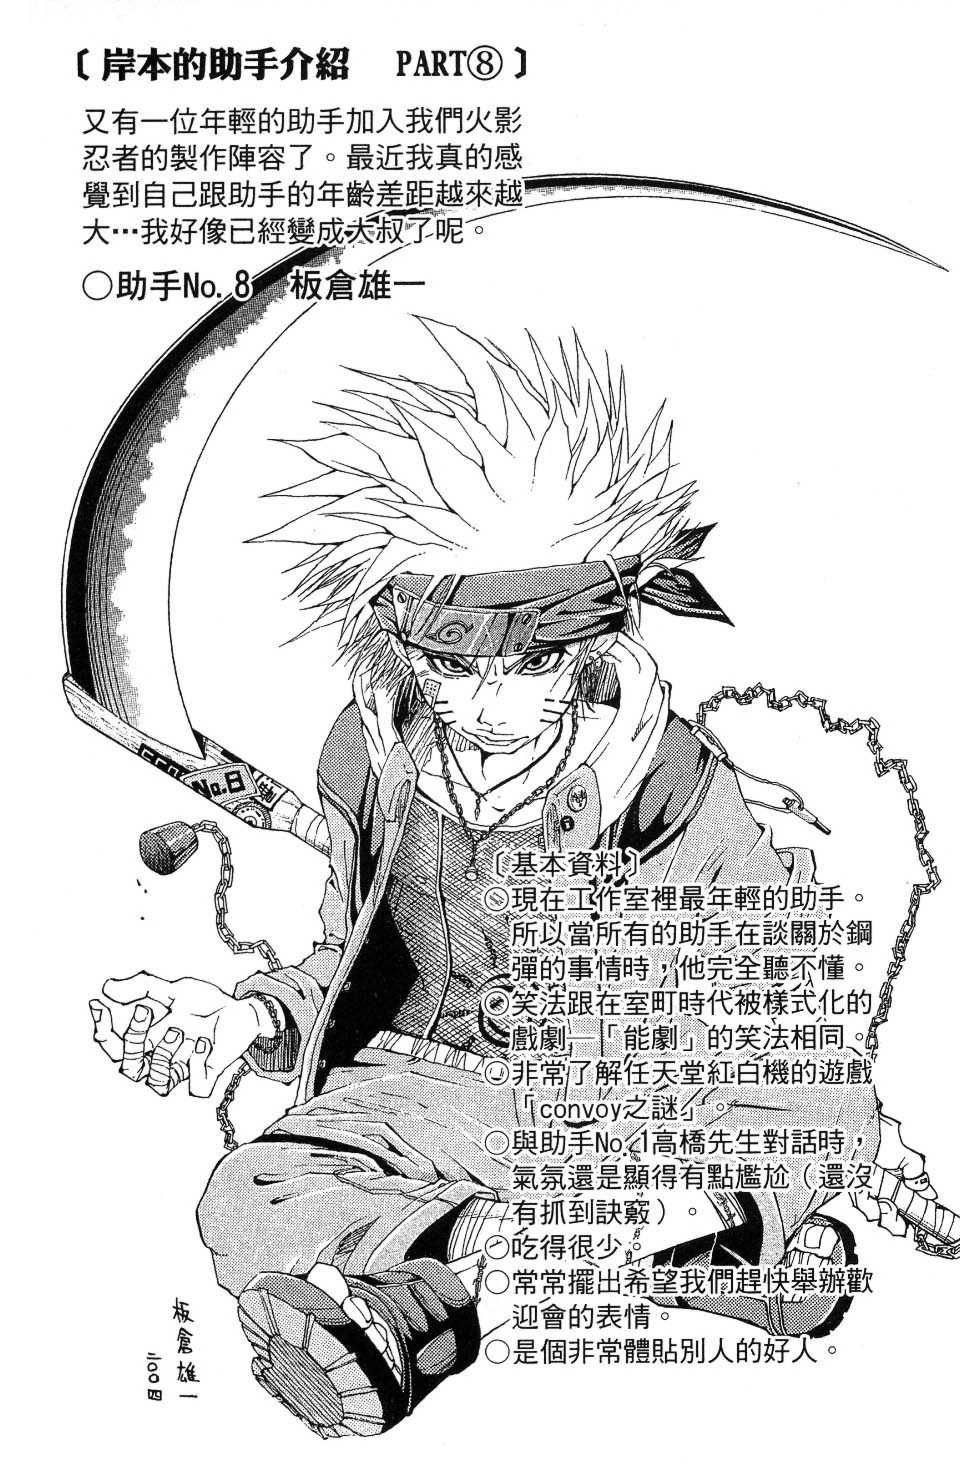 〔岸本的助手介紹　PART⑧〕
又有一位年輕的助手加入我們火影
忍者的製作陣容了。最近我真的感
覺到自己跟助手的年齡差距越來越
大…我好像已經變成大叔了呢。
○助手No.8　板倉雄一
No.8
〔基本資料〕
○現在工作室裡最年輕的助手。
所以當所有的助手在談關於鋼
彈的事情時，他完全聽不懂。
○笑法跟在室町時代被樣式化的
戲劇—「能劇」的笑法相同。
○非常了解任天堂紅白機的遊戲
「convoy之謎」。
○與助手No.1高橋先生對話時，
氣氛還是顯得有點尷尬（還沒
有抓到訣竅）。
○吃得很少。
○常常擺出希望我們趕快舉辦歡
迎會的表情。
○是個非常體貼別人的好人。
板倉雄一
二〇〇四